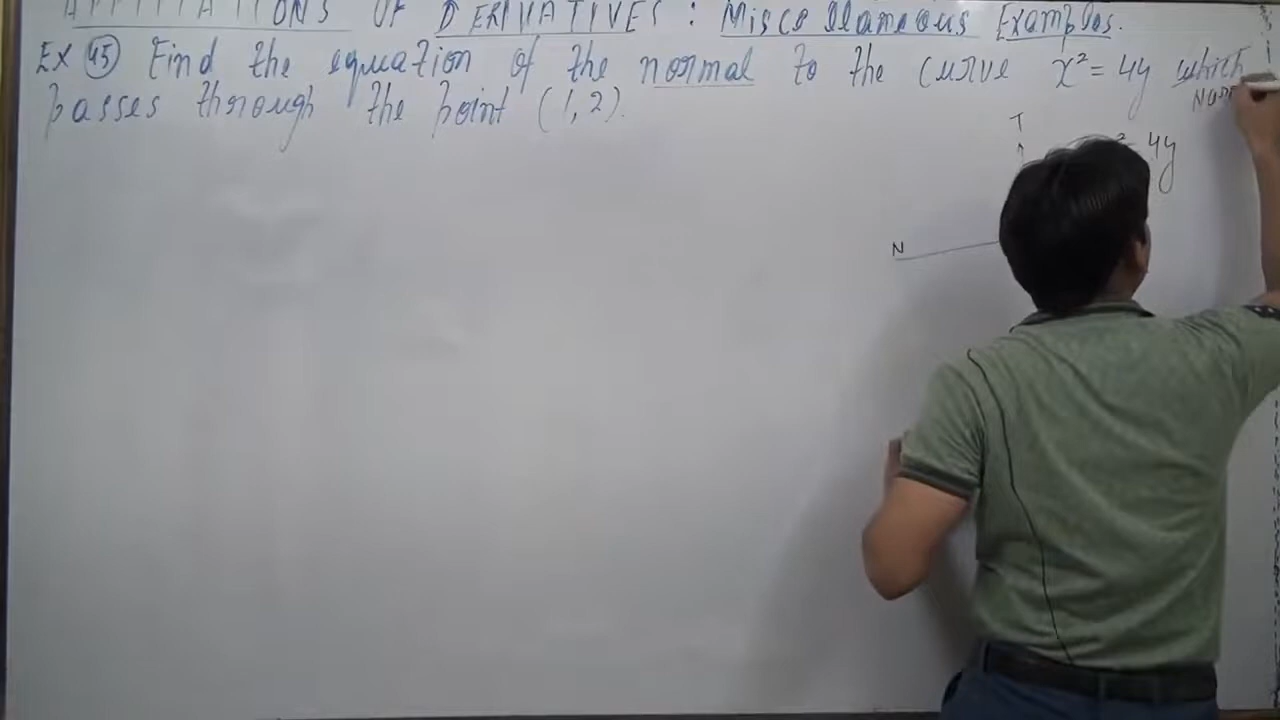 APPLICATIONS OF DERIVATIVES : Miscellaneous Examples.
EX 45 Find the equation of the normal to the curve x² = 4y which
passes through the point (1, 2).
T
4y
N